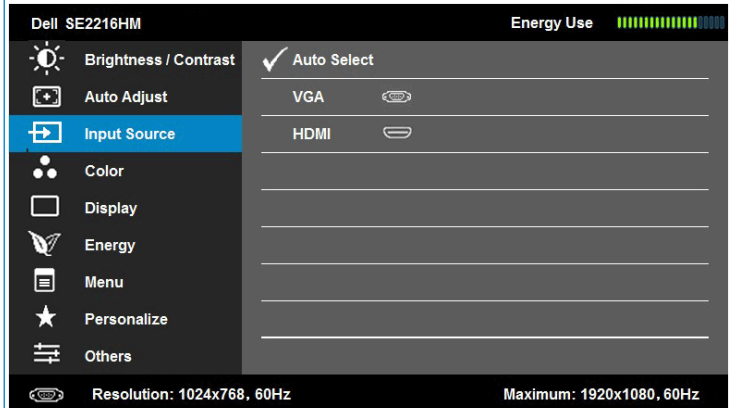 Dell SE2216HM Energy Use
Brightness / Contrast Auto Select
Auto Adjust VGA
Input Source HDMI
Color
Display
Energy
Menu
Personalize
Others
Resolution: 1024x768, 60Hz Maximum: 1920x1080, 60Hz